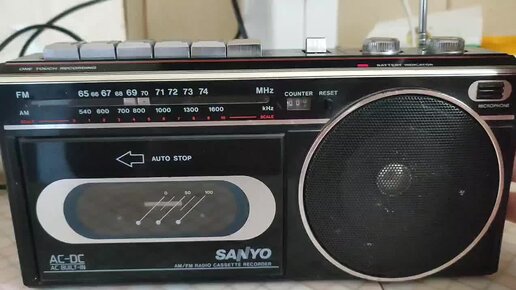 ONE TOUCH RECORDING
BATTERY INDICATOR
FM 65 66 67 68 69 70 71 72 73 74 MHz
COUNTER RESET
AM 540 600 700 800 1000 1300 1600 kHz
SCALE 0 1 2 3 4 5 6 7 8 9 10 SCALE
MICROPHONE
AUTO STOP
0 50 100
AC-DC
AC BUILT-IN
SANYO
AM/FM RADIO CASSETTE RECORDER